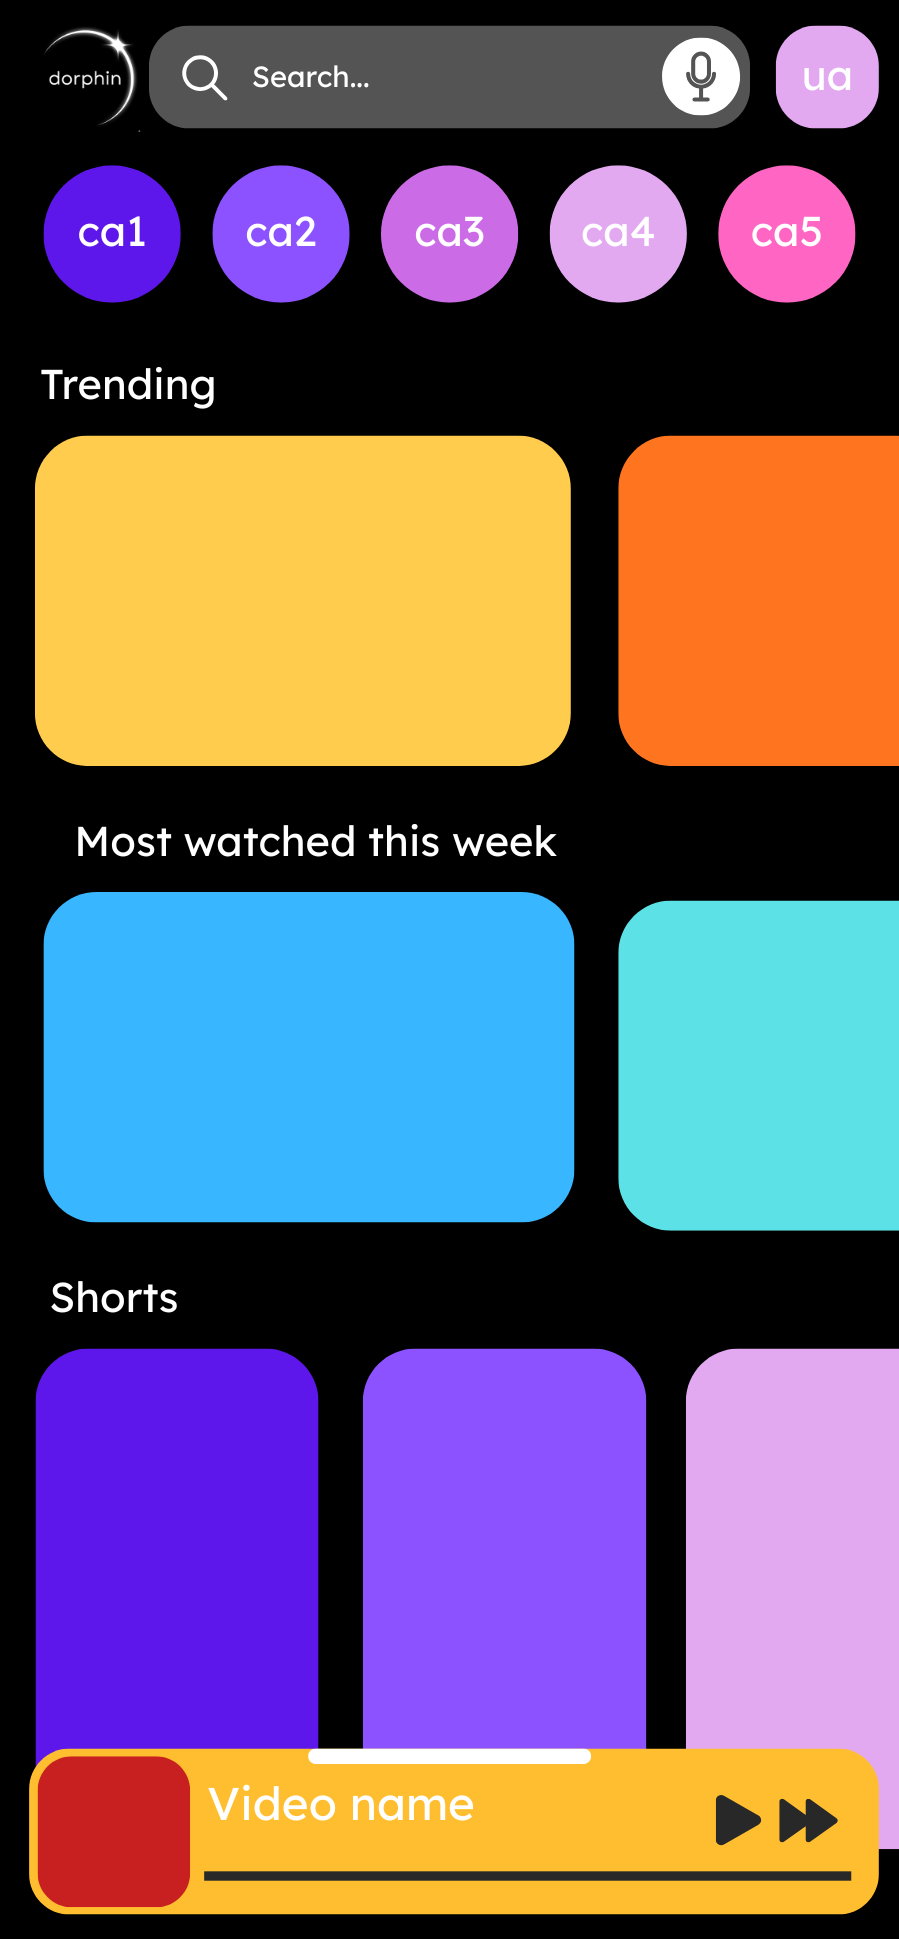 dorphin
Search...
ua
ca1
ca2
ca3
ca4
ca5
Trending
Most watched this week
Shorts
Video name